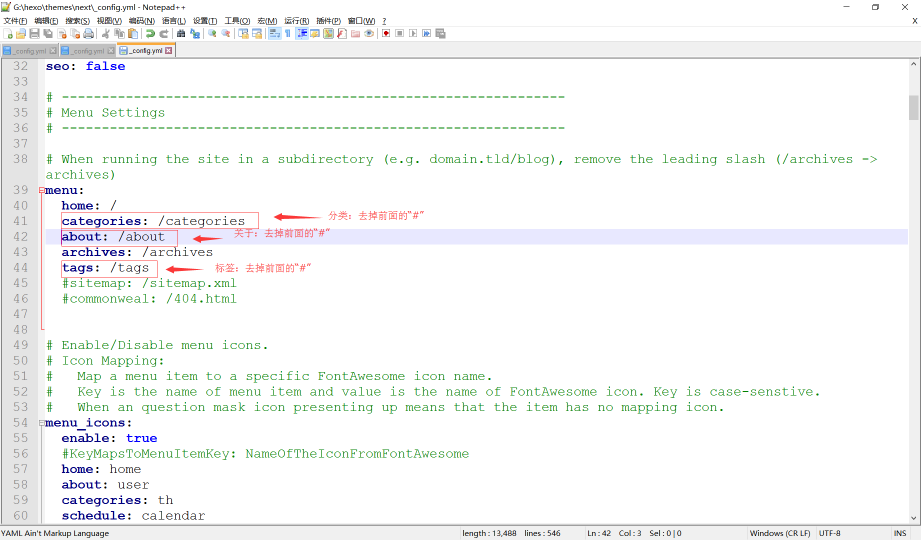 G:\hexo\themes\next\_config.yml - Notepad++
文件(F) 编辑(E) 搜索(S) 视图(V) 编码(N) 语言(L) 设置(T) 工具(O) 宏(M) 运行(R) 插件(P) 窗口(W) ?
X
_config.yml _config.yml _config.yml
32 seo: false
33
34 # ---------------------------------------------------------------
35 # Menu Settings
36 # ---------------------------------------------------------------
37
38 # When running the site in a subdirectory (e.g. domain.tld/blog), remove the leading slash (/archives ->
archives)
39 menu:
40 home: /
41 categories: /categories 分类：去掉前面的“#”
42 about: /about 关于：去掉前面的“#”
43 archives: /archives
44 tags: /tags 标签：去掉前面的“#”
45 #sitemap: /sitemap.xml
46 #commonweal: /404.html
47
48
49 # Enable/Disable menu icons.
50 # Icon Mapping:
51 #   Map a menu item to a specific FontAwesome icon name.
52 #   Key is the name of menu item and value is the name of FontAwesome icon. Key is case-senstive.
53 #   When an question mask icon presenting up means that the item has no mapping icon.
54 menu_icons:
55 enable: true
56 #KeyMapsToMenuItemKey: NameOfTheIconFromFontAwesome
57 home: home
58 about: user
59 categories: th
60 schedule: calendar
YAML Ain't Markup Language length : 13,488 lines : 546 Ln : 42 Col : 3 Sel : 0 | 0 Windows (CR LF) UTF-8 INS